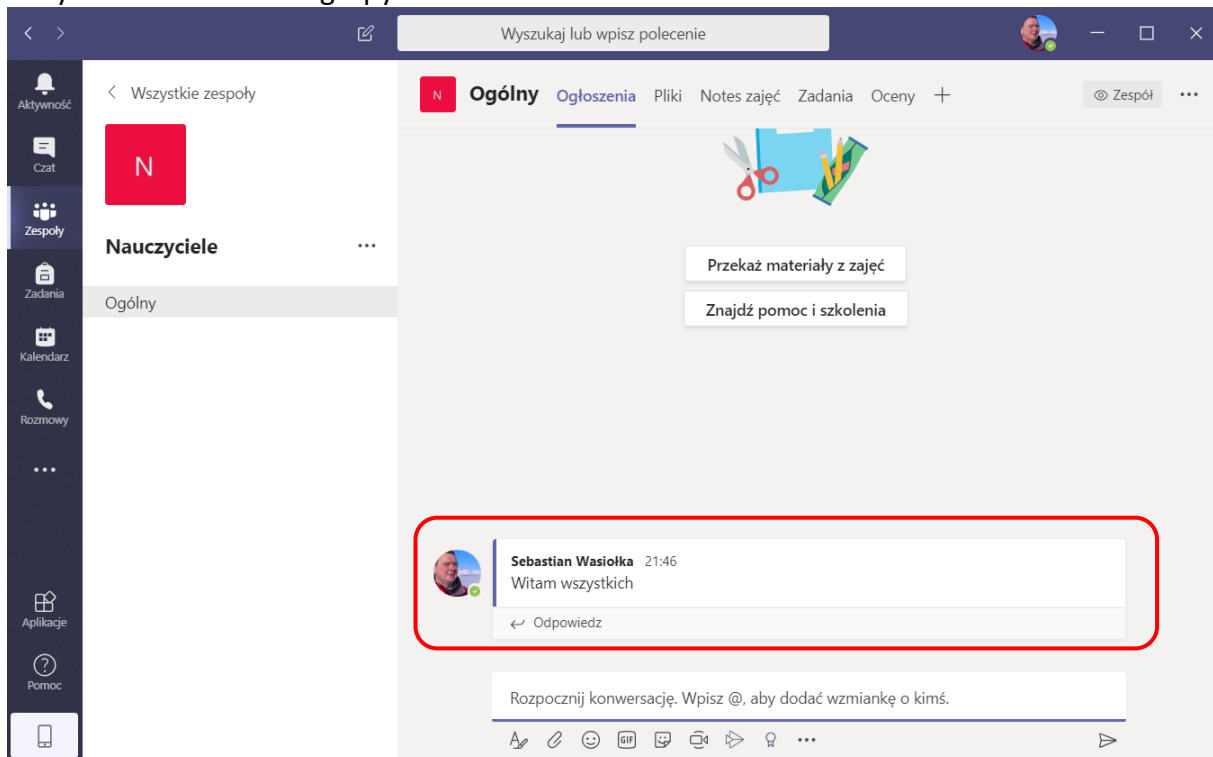 Wyszukaj lub wpisz polecenie
Aktywność
Czat
Zespoły
Zadania
Kalendarz
Rozmowy
Aplikacje
Pomoc
Wszystkie zespoły
N
Nauczyciele
Ogólny
N Ogólny Ogłoszenia Pliki Notes zajęć Zadania Oceny Zespół
Przekaż materiały z zajęć
Znajdź pomoc i szkolenia
Sebastian Wasiołka 21:46
Witam wszystkich
Odpowiedz
Rozpocznij konwersację. Wpisz @, aby dodać wzmiankę o kimś.
GIF